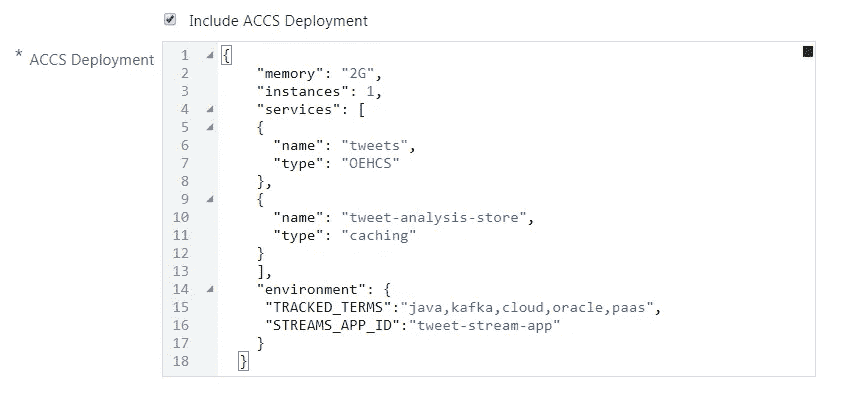 Include ACCS Deployment
* ACCS Deployment
1 {
2 "memory": "2G",
3 "instances": 1,
4 "services": [
5 {
6 "name": "tweets",
7 "type": "OEHCS"
8 },
9 {
10 "name": "tweet-analysis-store",
11 "type": "caching"
12 }
13 ],
14 "environment": {
15 "TRACKED_TERMS":"java,kafka,cloud,oracle,paas",
16 "STREAMS_APP_ID":"tweet-stream-app"
17 }
18 }